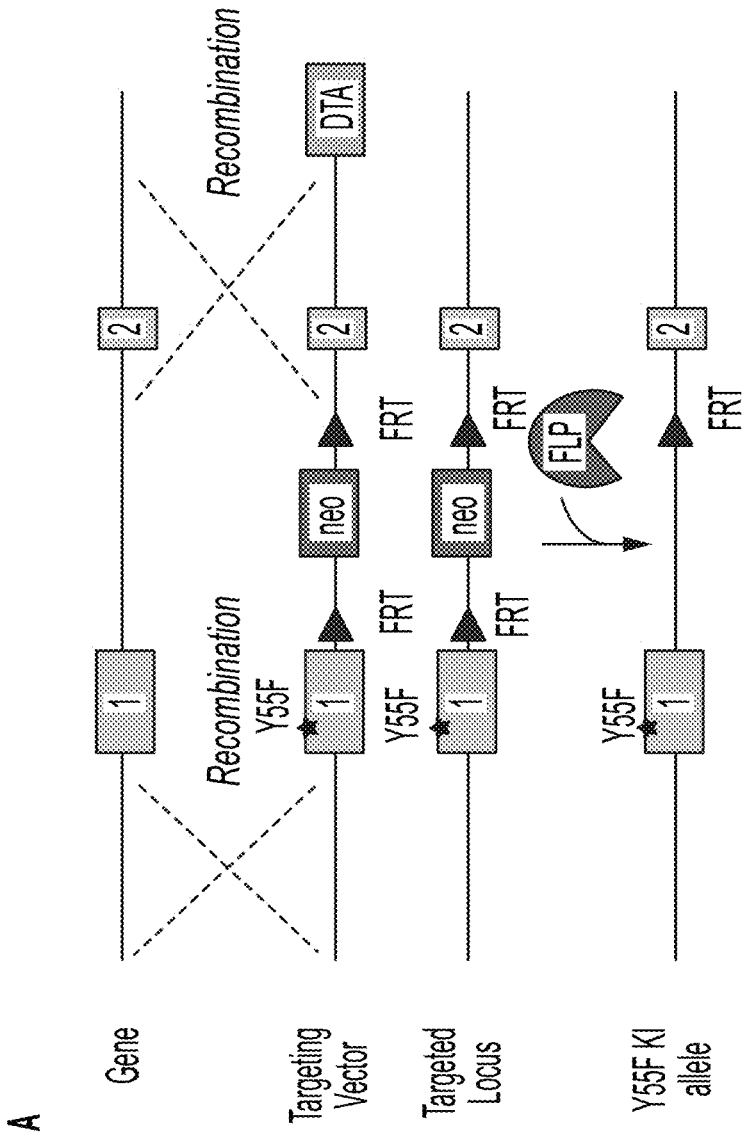 A
Gene
1
2
Recombination
Recombination
Targeting
Vector
Y55F
1
FRT
neo
FRT
2
DTA
Targeted
Locus
Y55F
1
FRT
neo
FRT
2
FLP
Y55F KI
allele
Y55F
1
FRT
2